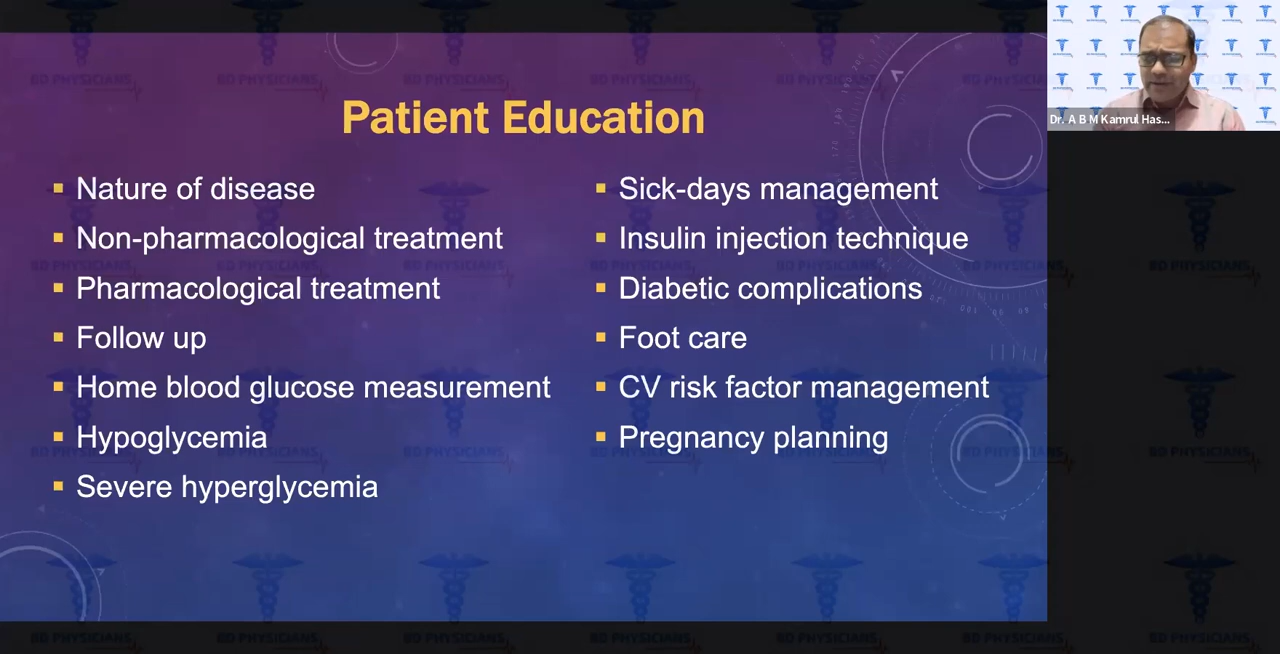 Patient Education
▪ Nature of disease
▪ Non-pharmacological treatment
▪ Pharmacological treatment
▪ Follow up
▪ Home blood glucose measurement
▪ Hypoglycemia
▪ Severe hyperglycemia
▪ Sick-days management
▪ Insulin injection technique
▪ Diabetic complications
▪ Foot care
▪ CV risk factor management
▪ Pregnancy planning
Dr. A B M Kamrul Has...
BD PHYSICIANS